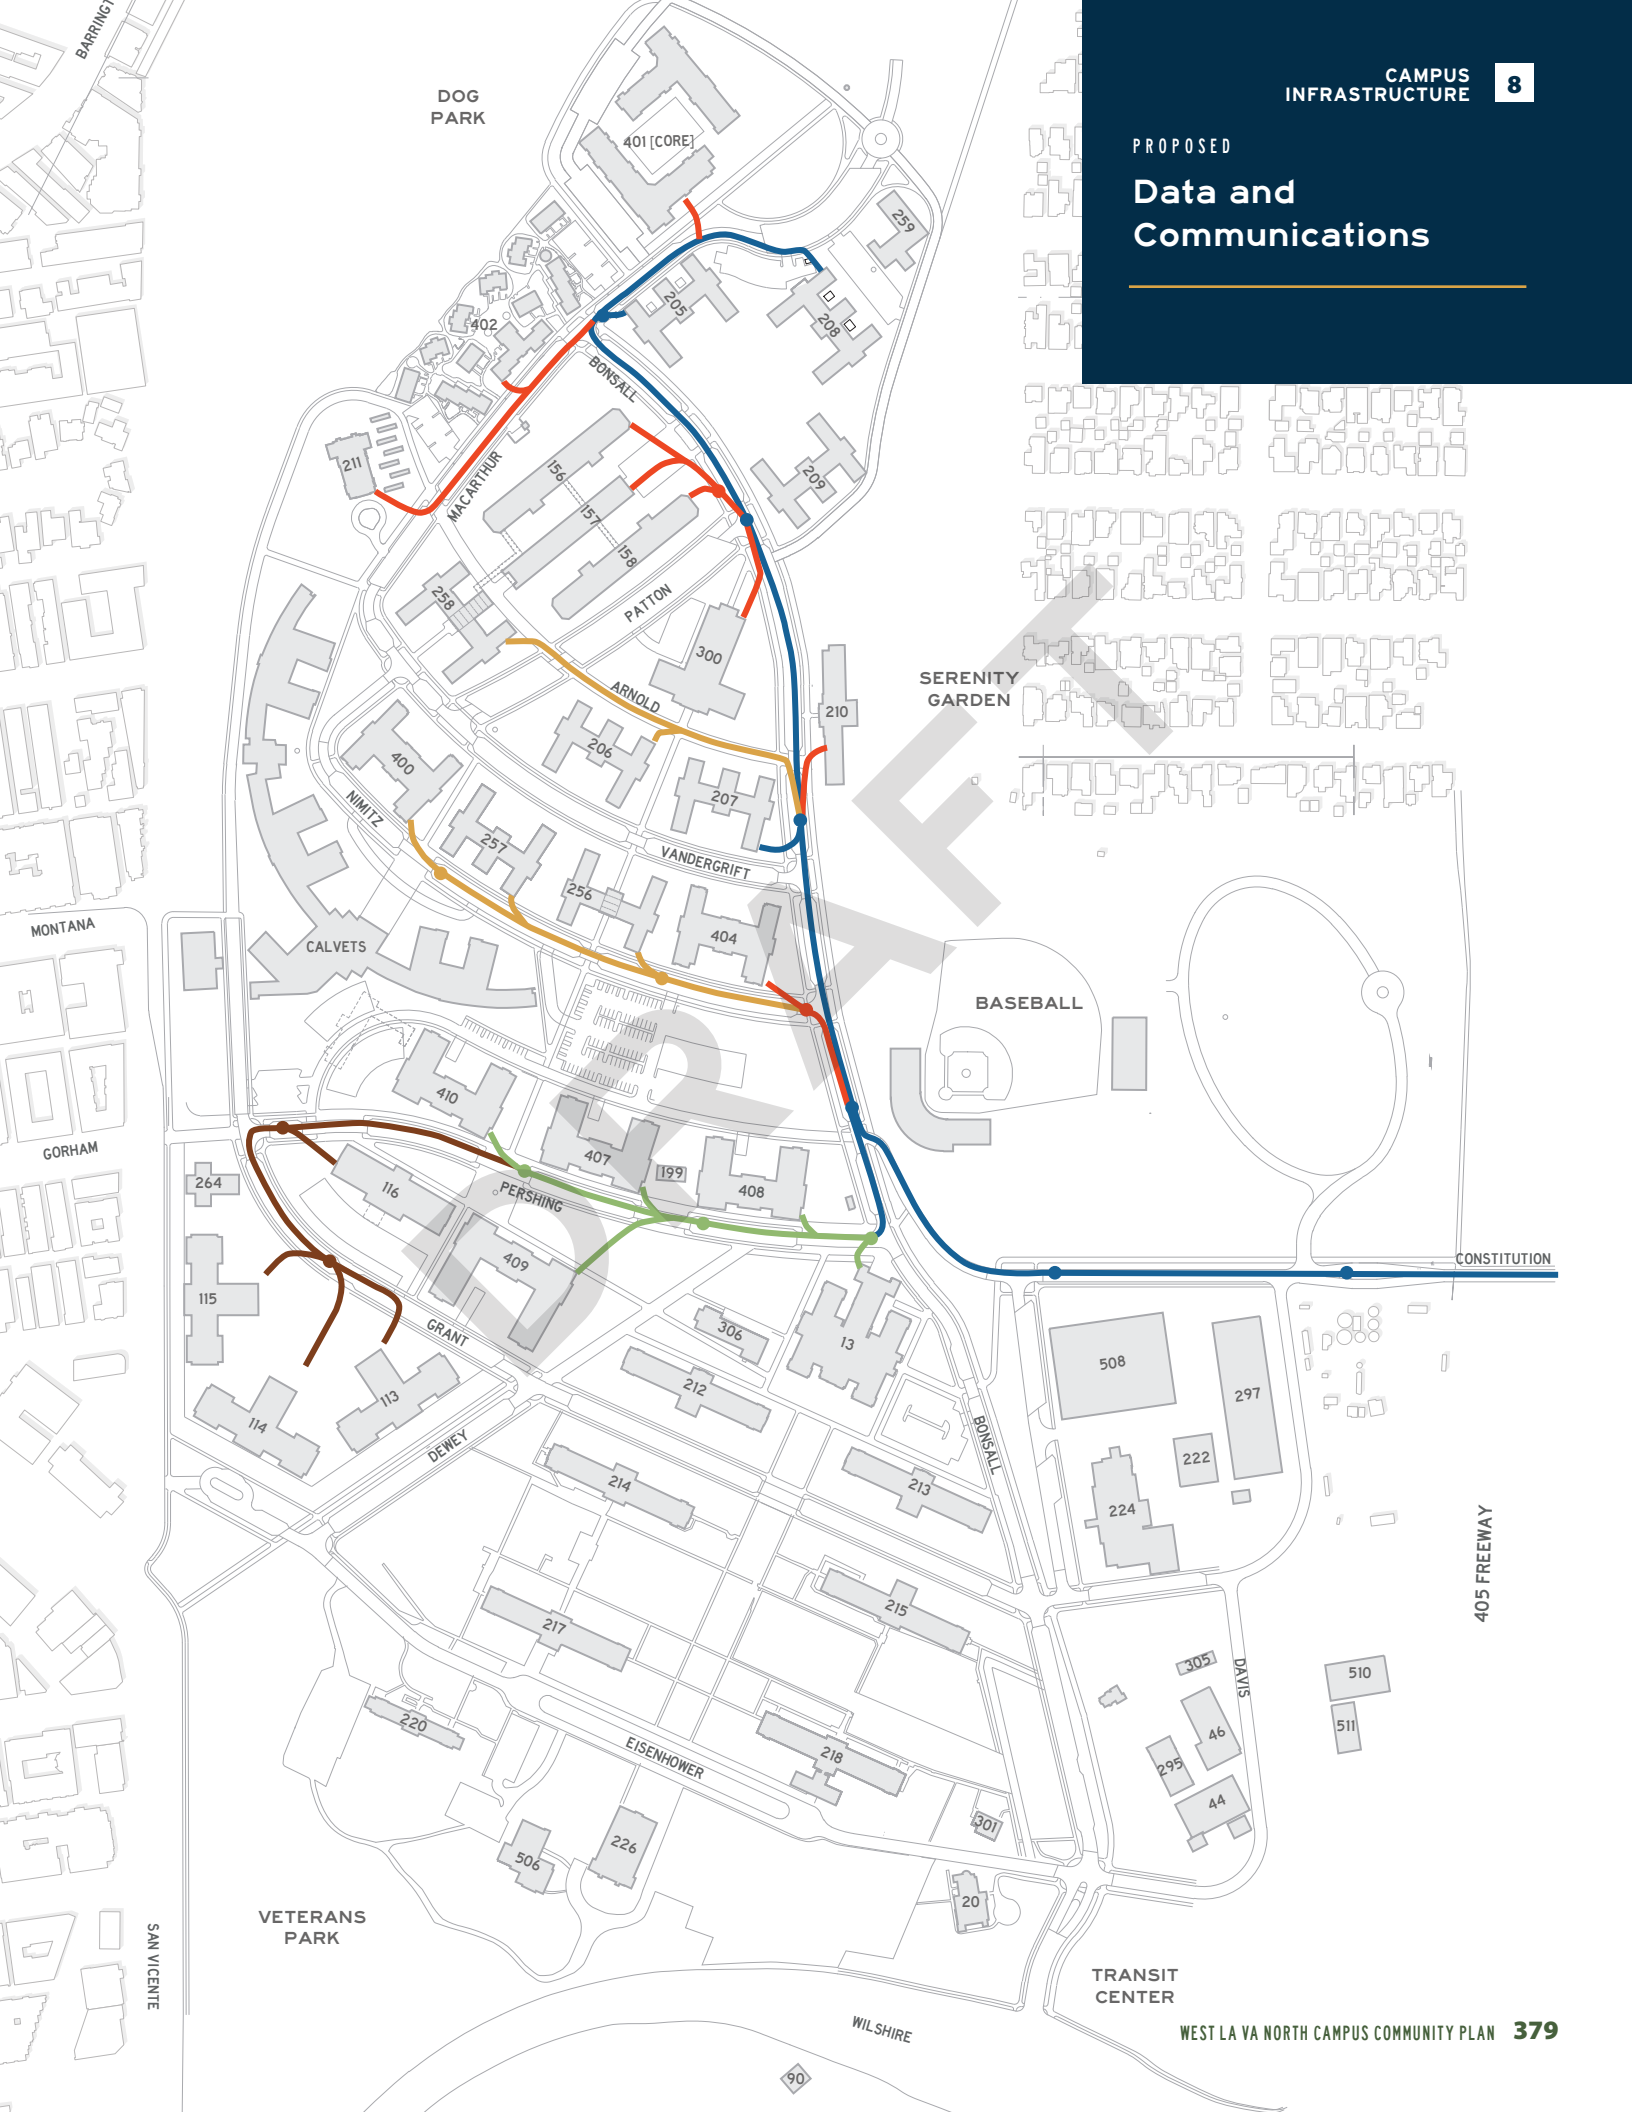 BARRINGT
CAMPUS
INFRASTRUCTURE
8
PROPOSED
Data and
Communications
DOG
PARK
401 [CORE]
259
205
208
402
BONSALL
211
MACARTHUR
156
157
158
209
258
PATTON
300
SERENITY
GARDEN
ARNOLD
210
206
400
207
NIMITZ
257
VANDERGRIFT
256
404
MONTANA
CALVETS
BASEBALL
DRAFT
410
GORHAM
407
199
408
264
116
PERSHING
409
CONSTITUTION
115
GRANT
306
13
508
297
212
113
114
DEWEY
BONSALL
222
214
213
224
405 FREEWAY
215
217
305
DAVIS
510
511
46
220
218
295
EISENHOWER
44
301
226
506
20
VETERANS
PARK
SAN VICENTE
TRANSIT
CENTER
WILSHIRE
WEST LA VA NORTH CAMPUS COMMUNITY PLAN 379
90